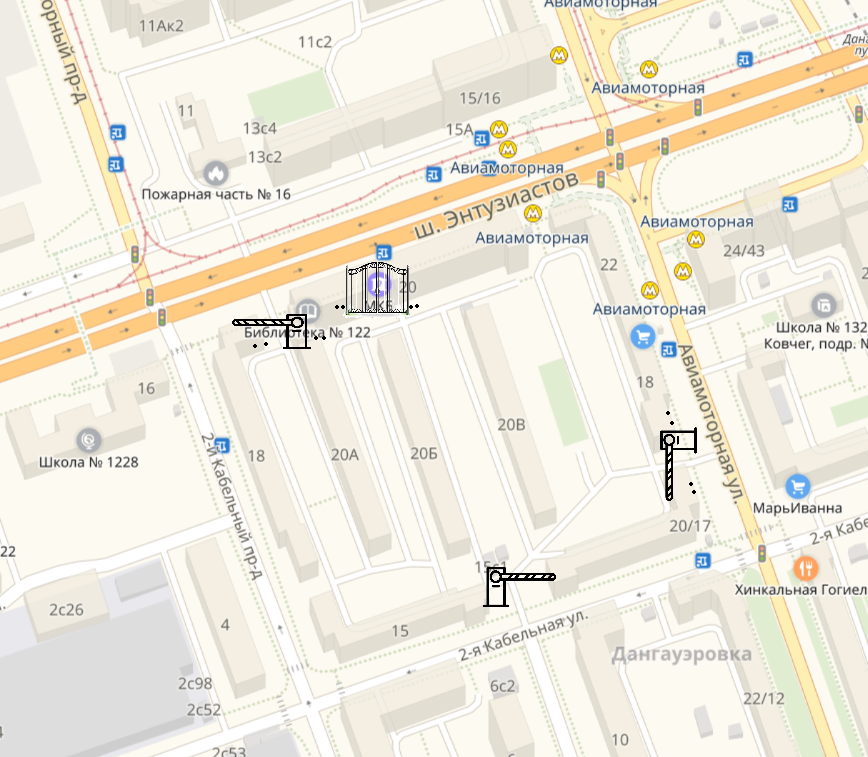 Авиамоторная
орный пр-д
11Ак2
11с2
Авиамоторная
15/16
11
13с4
15А
13с2
Авиамоторная
Пожарная часть № 16
ш. Энтузиастов
Авиамоторная
Авиамоторная
24/43
22
20
МКБ
Авиамоторная
Библиотека № 122
Школа № 132
Ковчег, подр. №
16
18
Авиамоторная ул.
20В
18
20А
20Б
Школа № 1228
2-й Кабельный пр-д
МарьИванна
20/17
2-я Кабе
22
15с1
Хинкальная Гогиел
2с26
4
15
2-я Кабельная ул.
Дангауэровка
2с98
6с2
22/12
2с52
10
2с53